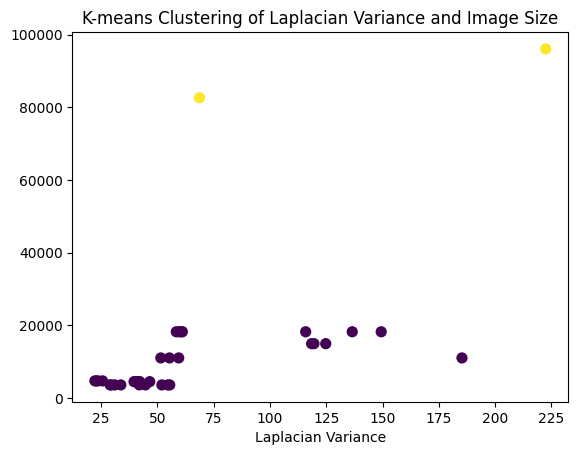 K-means Clustering of Laplacian Variance and Image Size
100000
80000
60000
40000
20000
0
25 50 75 100 125 150 175 200 225
Laplacian Variance